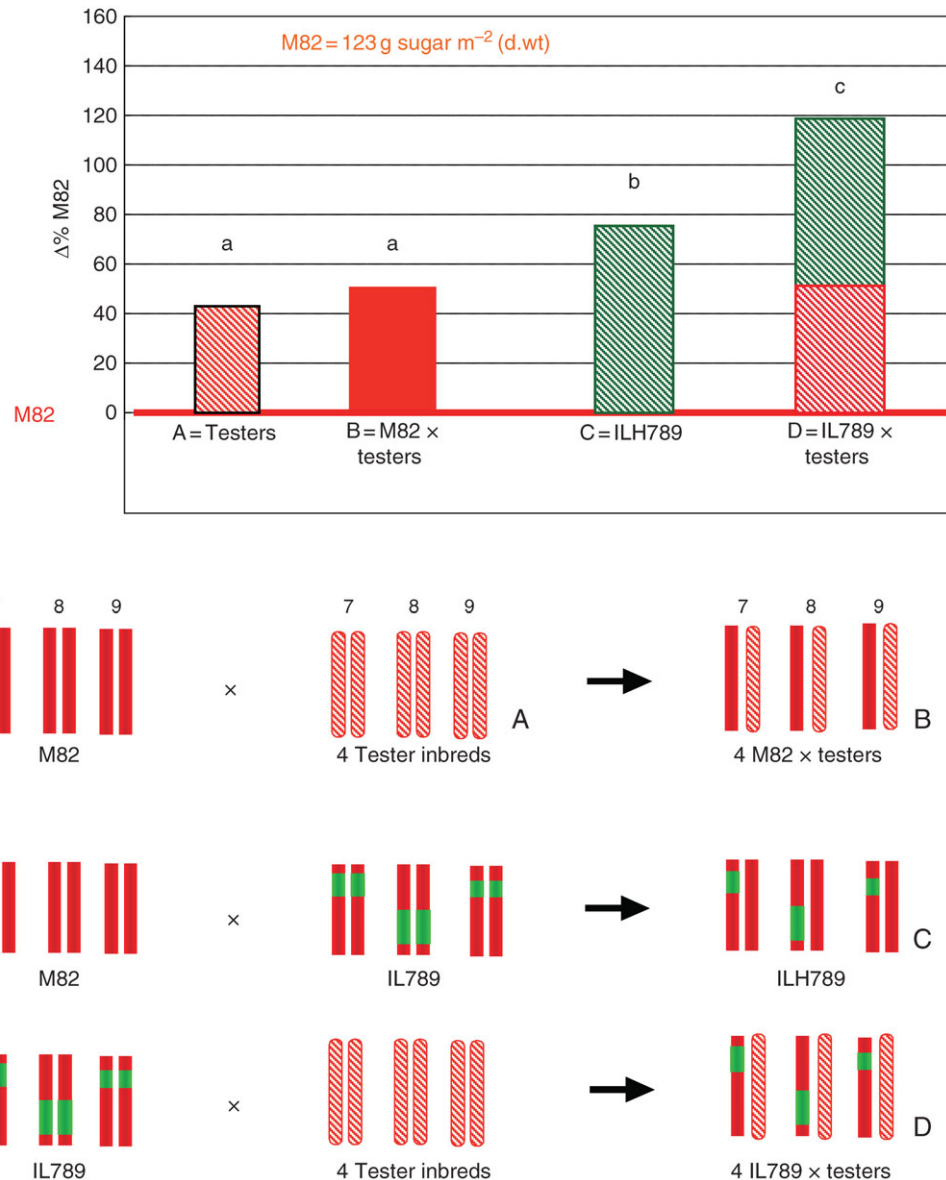 160
M82 = 123 g sugar m⁻² (d.wt)
140
c
120
100
b
Δ% M82
80
a
a
60
40
20
M82
0
A = Testers
B = M82 ×
testers
C = ILH789
D = IL789 ×
testers
8
9
7
8
9
7
8
9
×
A
B
M82
4 Tester inbreds
4 M82 × testers
×
C
M82
IL789
ILH789
×
D
IL789
4 Tester inbreds
4 IL789 × testers